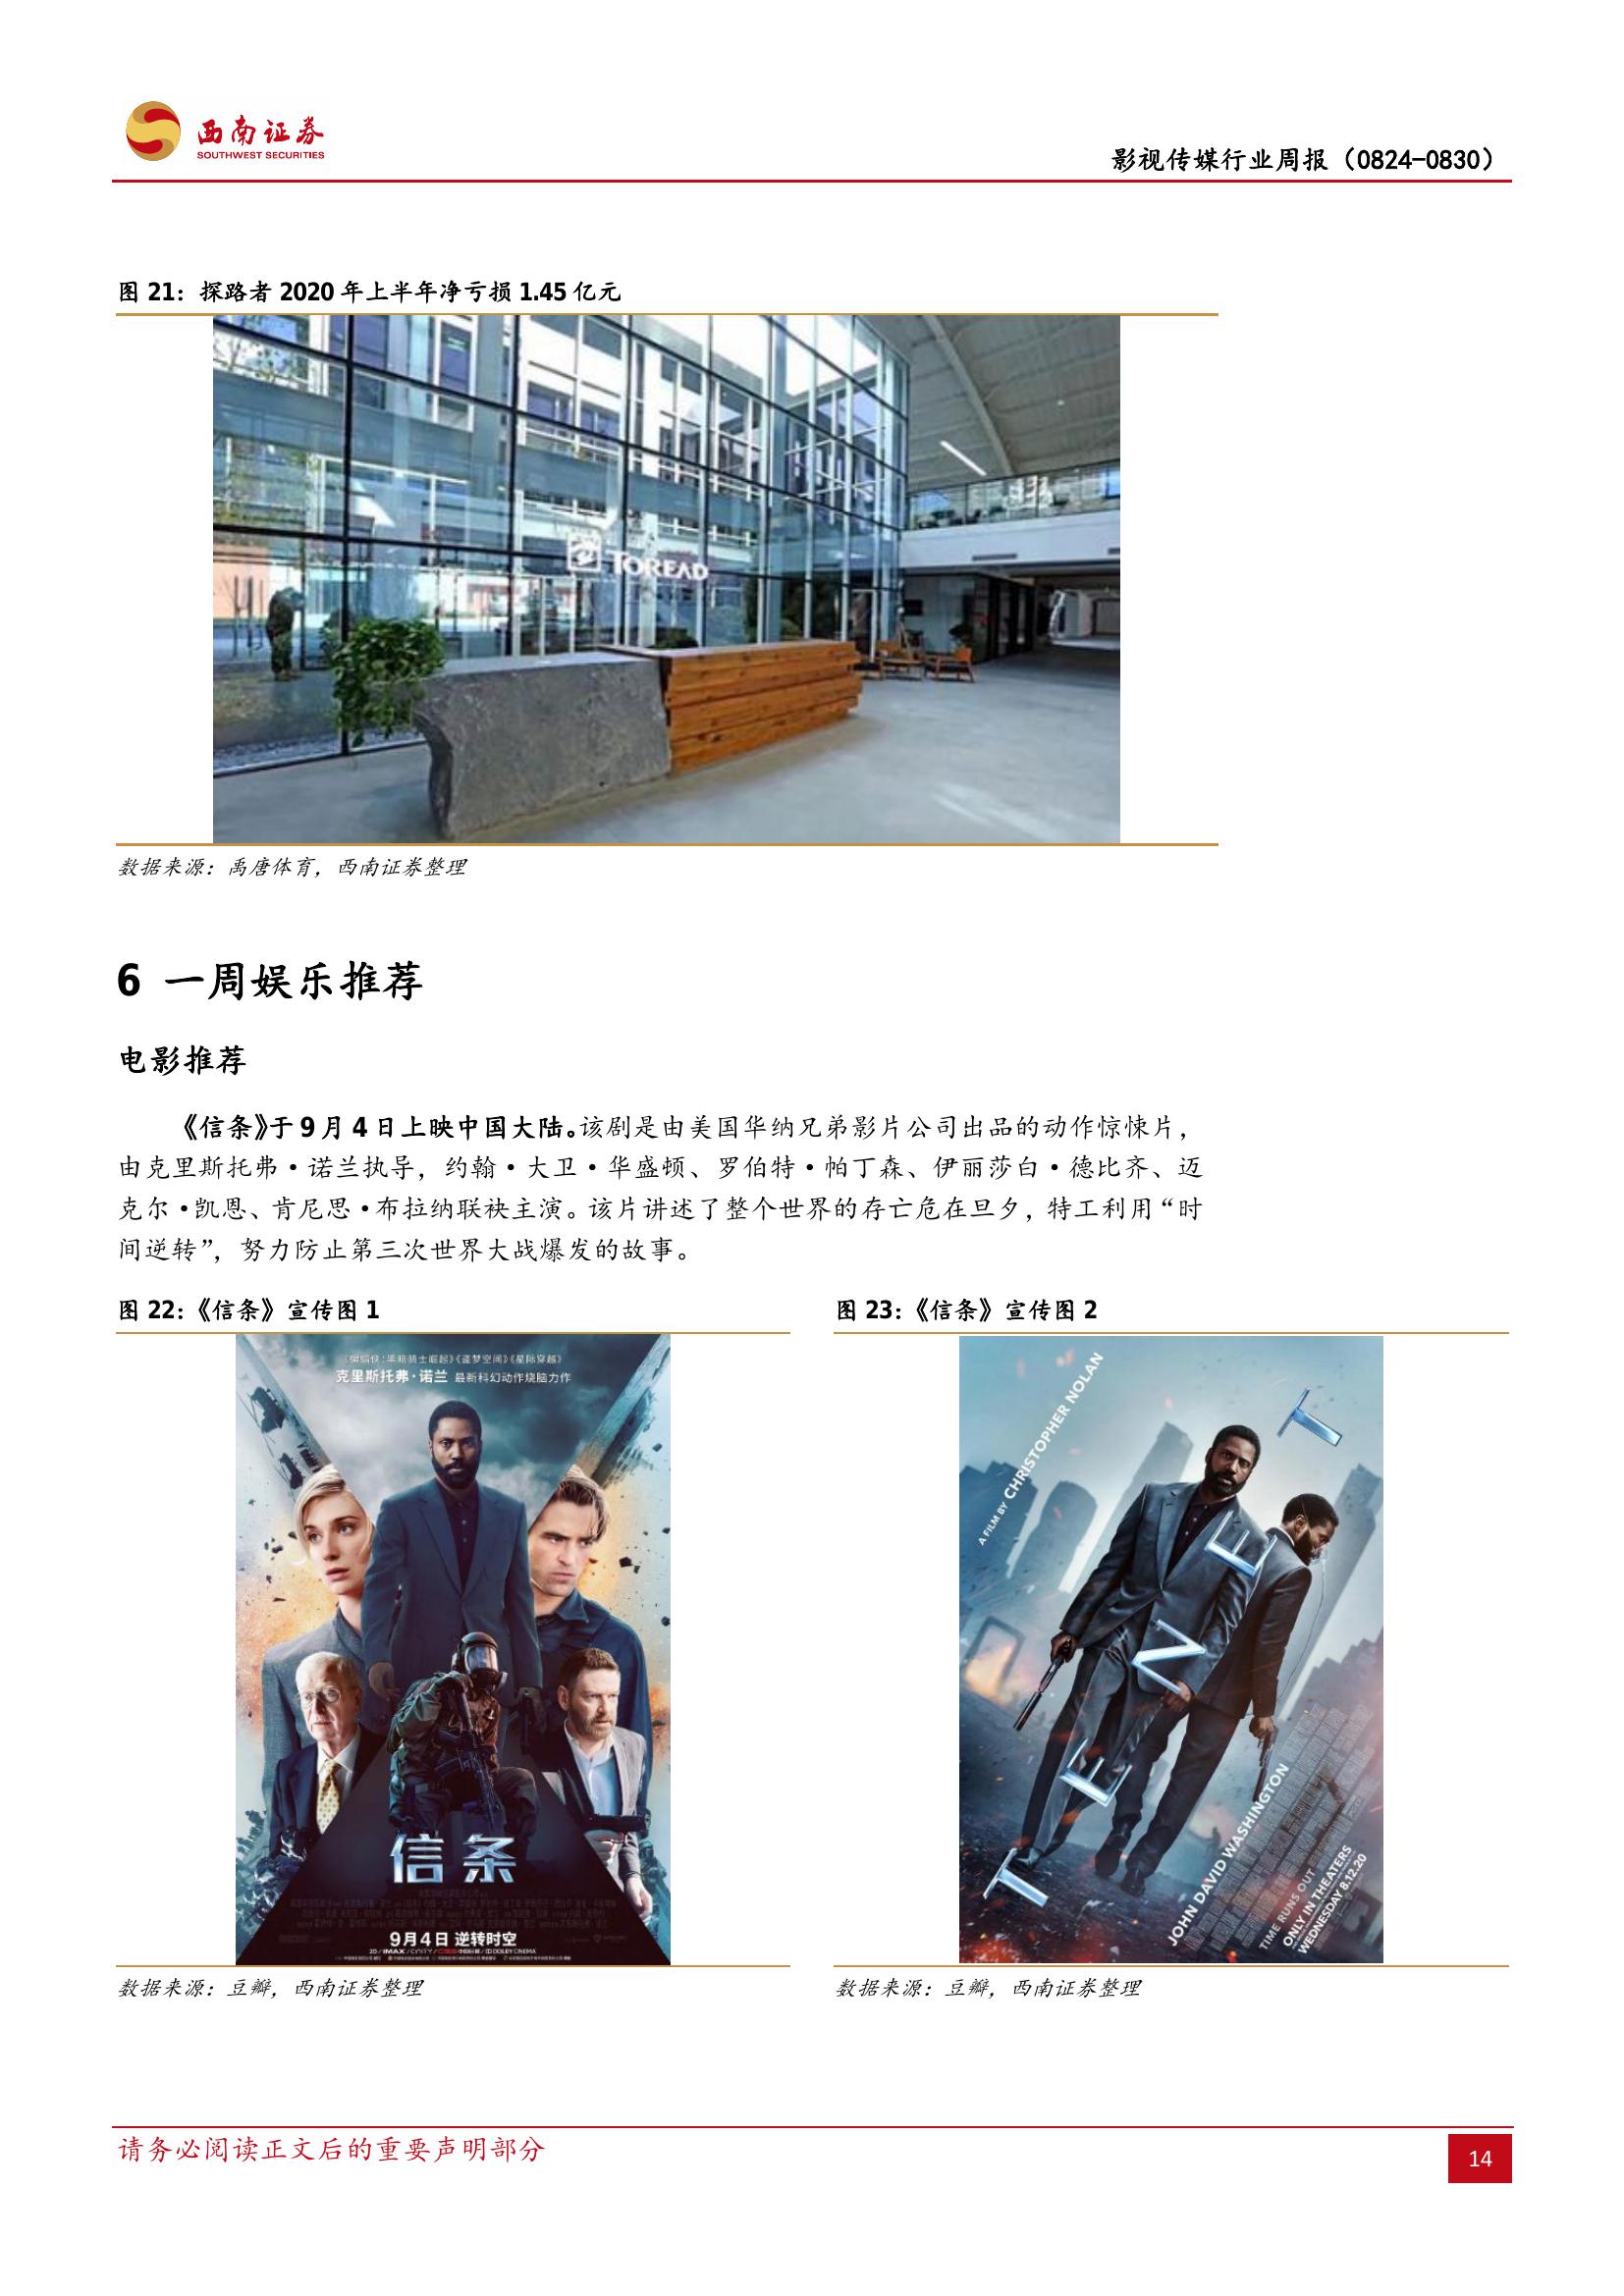 西南证券
SOUTHWEST SECURITIES
影视传媒行业周报（0824-0830）
图 21：探路者 2020 年上半年净亏损 1.45 亿元
TOREAD
数据来源：禹唐体育，西南证券整理
6 一周娱乐推荐
电影推荐
《信条》于 9 月 4 日上映中国大陆。该剧是由美国华纳兄弟影片公司出品的动作惊悚片，
由克里斯托弗·诺兰执导，约翰·大卫·华盛顿、罗伯特·帕丁森、伊丽莎白·德比齐、迈
克尔·凯恩、肯尼思·布拉纳联袂主演。该片讲述了整个世界的存亡危在旦夕，特工利用“时
间逆转”，努力防止第三次世界大战爆发的故事。
图 22：《信条》宣传图 1
《蝙蝠侠：黑暗骑士崛起》《盗梦空间》《星际穿越》
克里斯托弗·诺兰 最新科幻动作烧脑力作
信条
9月4日 逆转时空
数据来源：豆瓣，西南证券整理
图 23：《信条》宣传图 2
A FILM BY CHRISTOPHER NOLAN
TENET
JOHN DAVID WASHINGTON
TIME RUNS OUT
ONLY IN THEATERS
WEDNESDAY 8.12.20
数据来源：豆瓣，西南证券整理
请务必阅读正文后的重要声明部分
14